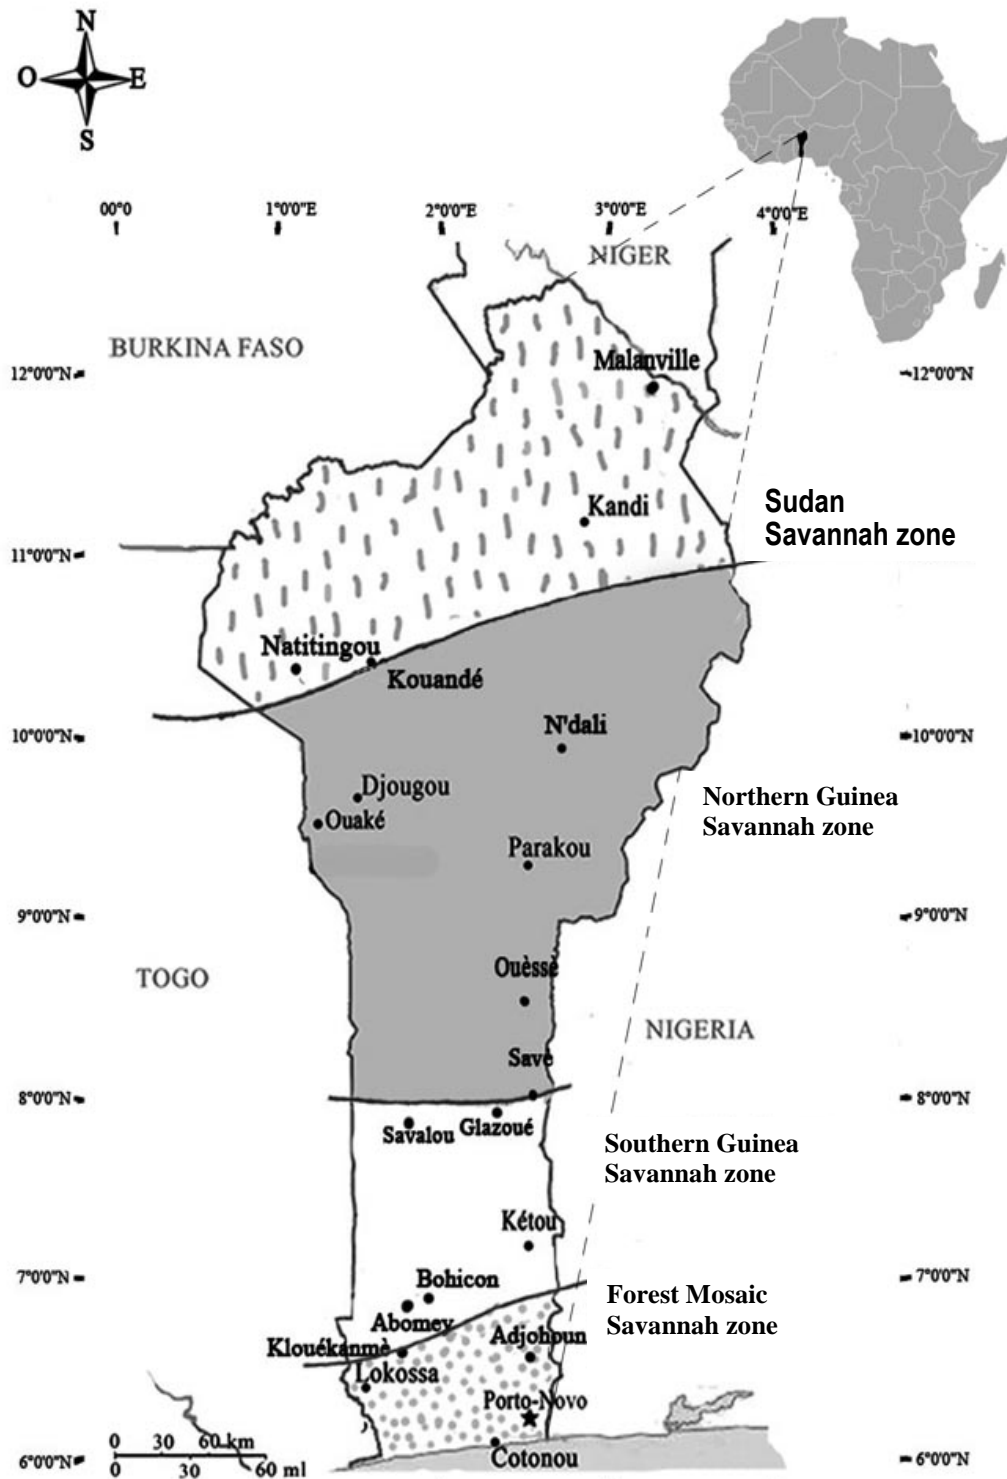 N
O E
S
00°0 1°0'0"E 2°0'0"E 3°0'0"E 4°0'0"E
NIGER
BURKINA FASO
Malanville
12°0'0"N 12°0'0"N
Kandi
Sudan
Savannah zone
11°0'0"N 11°0'0"N
Natitingou
Kouandé
N'dali
10°0'0"N 10°0'0"N
Djougou
Ouaké
Northern Guinea
Savannah zone
Parakou
9°0'0"N 9°0'0"N
Ouèssè
TOGO
NIGERIA
Savè
8°0'0"N 8°0'0"N
Savalou Glazoué
Southern Guinea
Savannah zone
Kétou
7°0'0"N 7°0'0"N
Bohicon
Abomey
Forest Mosaic
Savannah zone
Adjohoun
Klouékanmè
Lokossa
Porto-Novo
Cotonou
0 30 60 km
0 30 60 ml
6°0'0"N 6°0'0"N